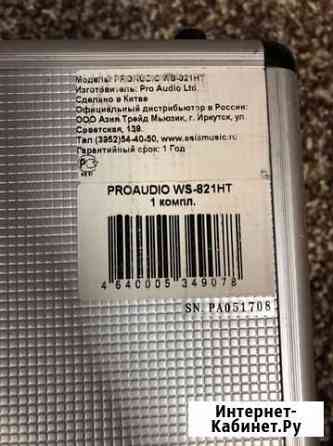 Модель: PROAUDIO WS-821HT
Изготовитель: Pro Audio Ltd.
Сделано в Китае
Официальный дистрибьютор в России:
ООО Азия Трейд Мьюзик, г. Иркутск, ул
Советская, 139.
Тел (3952)54-40-50, www.asiamusic.ru
Гарантийный срок: 1 Год
PROAUDIO WS-821HT
1 компл.
4 640005 349078
SN. PA051708
Интернет-
Кабинет.Ру